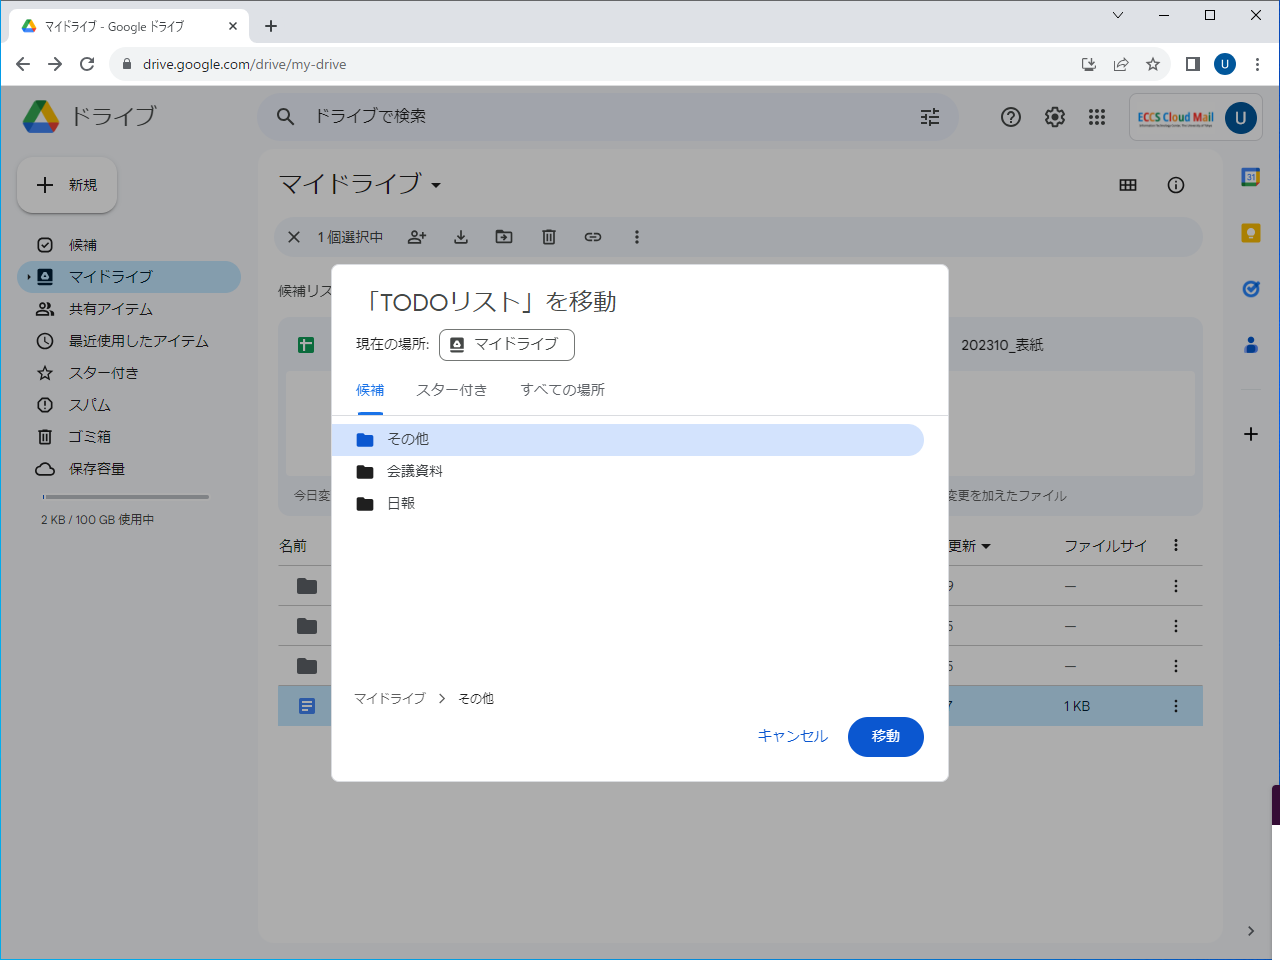 マイドライブ - Google ドライブ
drive.google.com/drive/my-drive
U
ドライブ
ドライブで検索
ECCS Cloud Mail
U
新規
マイドライブ
31
1 個選択中
候補
マイドライブ
共有アイテム
最近使用したアイテム
スター付き
スパム
ゴミ箱
保存容量
2 KB / 100 GB 使用中
候補リス
202310_表紙
今日変
変更を加えたファイル
名前
更新
ファイルサイ
9
—
5
—
5
—
7
1 KB
「TODOリスト」を移動
現在の場所:
マイドライブ
候補
スター付き
すべての場所
その他
会議資料
日報
マイドライブ
その他
キャンセル
移動